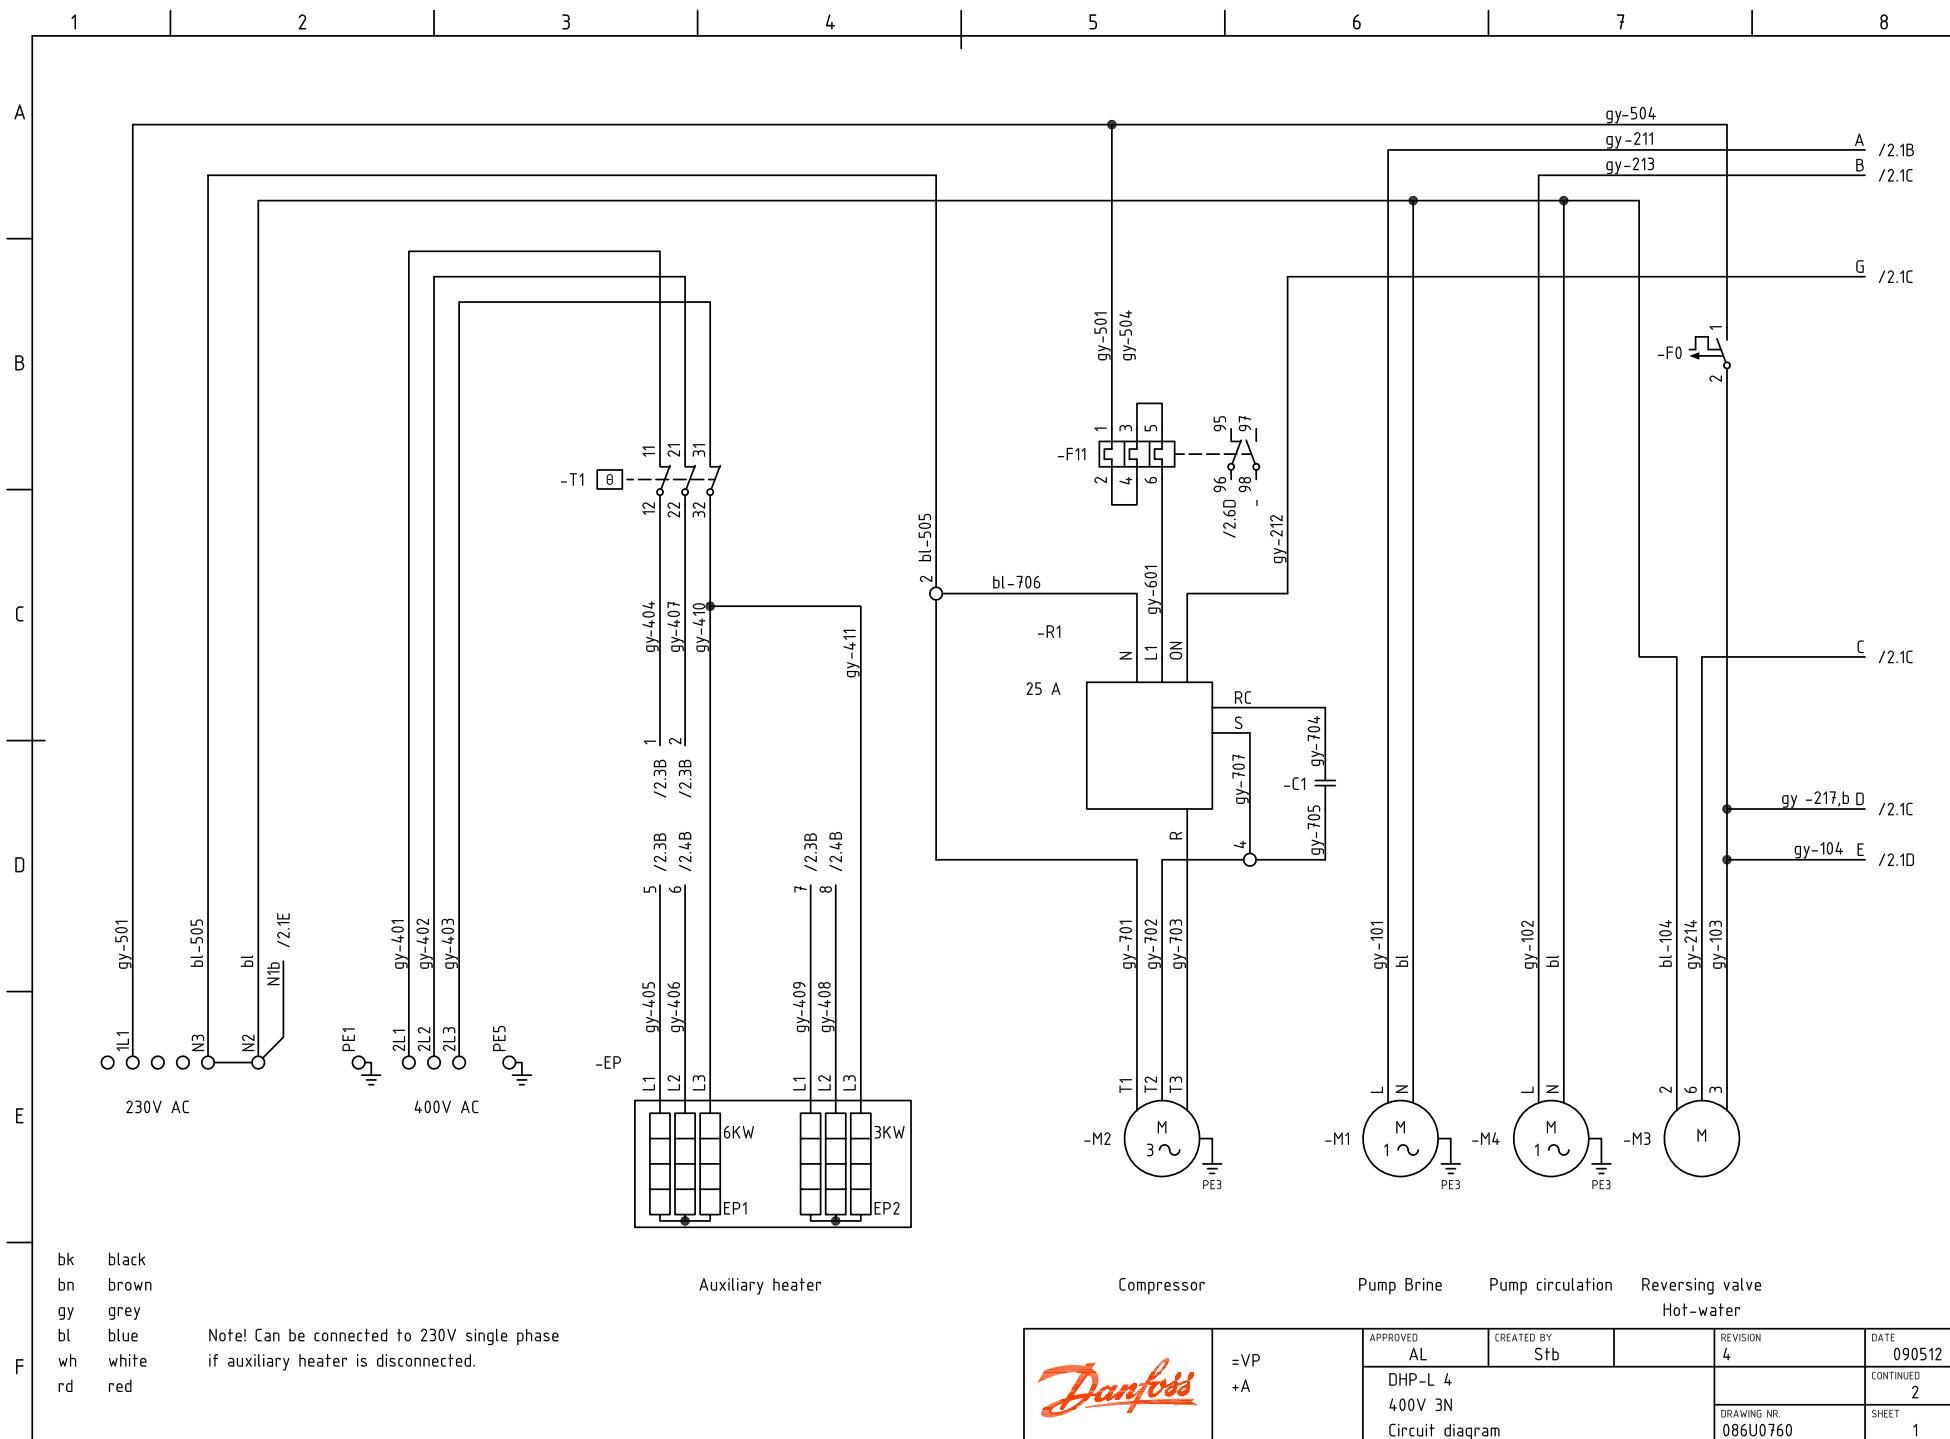 1 2 3 4 5 6 7 8
A
gy-504
gy-211 A /2.1B
gy-213 B /2.1C
G /2.1C
B
gy-501 gy-504
-F0 1 2
-F11 1 3 5 2 4 6
95 97 96 98
/2.6D -
-T1 θ 11 21 31 12 22 32
C
2 bl-505
bl-706
gy-601
gy-212
gy-404 gy-407 gy-410 gy-411
-R1 N L1 ON
25 A
RC
S
C /2.1C
gy-704
gy-707
-C1
gy-705
1 2
/2.3B /2.3B
R
4
gy -217,b D /2.1C
gy-104 E /2.1D
D
/2.3B /2.4B /2.3B /2.4B
5 6 7 8
gy-501 bl-505 bl N1b /2.1E
gy-401 gy-402 gy-403
gy-701 gy-702 gy-703
gy-101 bl
gy-102 bl
bl-104 gy-214 gy-103
gy-405 gy-406 gy-409 gy-408
1L1 N3 N2 PE1 2L1 2L2 2L3 PE5
-EP
L1 L2 L3 L1 L2 L3
T1 T2 T3 L N L N 2 6 3
E
230V AC 400V AC
6KW 3KW
EP1 EP2
-M2 M 3 PE3
-M1 M 1 PE3
-M4 M 1 PE3
-M3 M
Auxiliary heater
Compressor
Pump Brine
Pump circulation
Reversing valve
Hot-water
F
bk black
bn brown
gy grey
bl blue
wh white
rd red
Note! Can be connected to 230V single phase
if auxiliary heater is disconnected.
Danfoss
=VP
+A
APPROVED
AL
CREATED BY
Stb
REVISION
4
DATE
090512
DHP-L 4
400V 3N
Circuit diagram
CONTINUED
2
DRAWING NR.
086U0760
SHEET
1